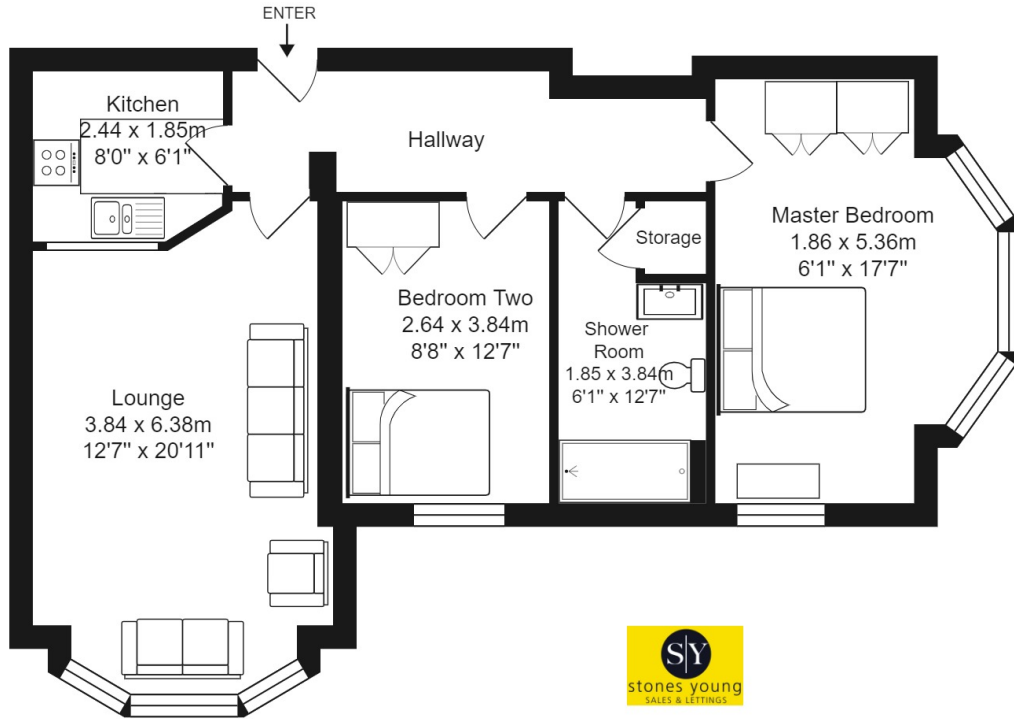 ENTER
Kitchen
2.44 x 1.85m
8'0" x 6'1"
Hallway
Master Bedroom
1.86 x 5.36m
6'1" x 17'7"
Storage
Bedroom Two
2.64 x 3.84m
8'8" x 12'7"
Shower
Room
1.85 x 3.84m
6'1" x 12'7"
Lounge
3.84 x 6.38m
12'7" x 20'11"
S|Y
stones young
SALES & LETTINGS